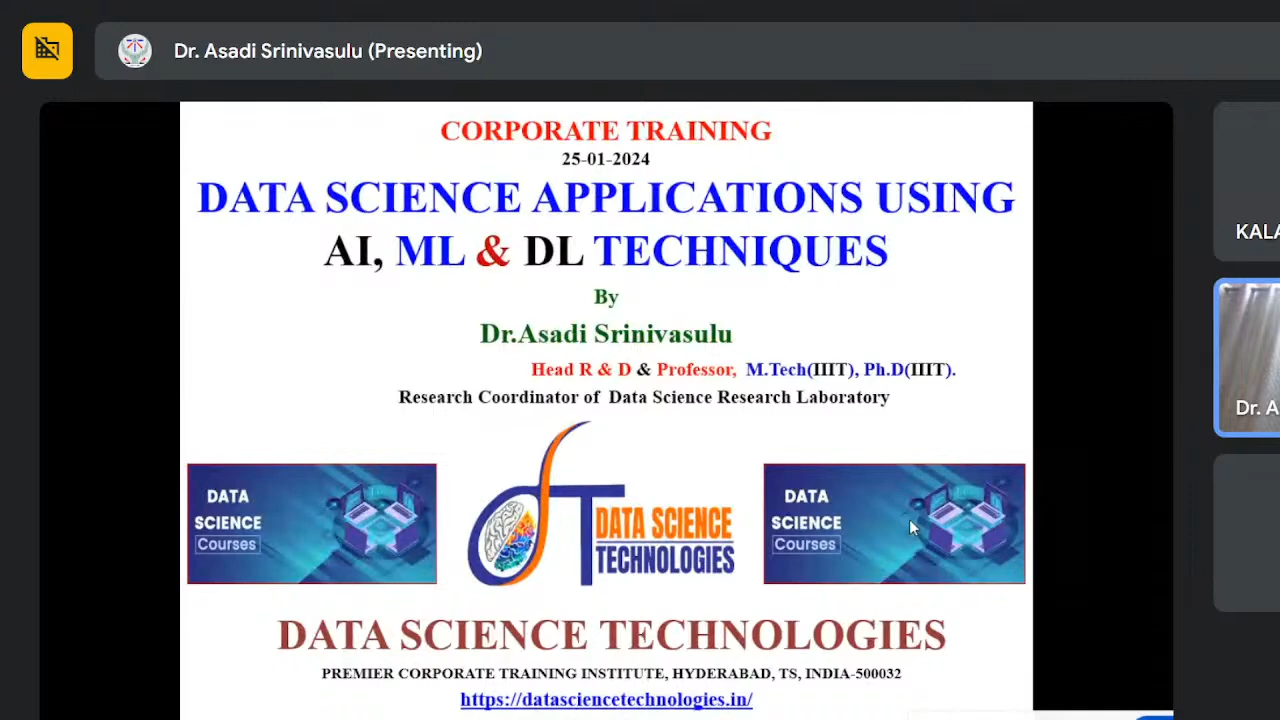 Dr. Asadi Srinivasulu (Presenting)
CORPORATE TRAINING
25-01-2024
DATA SCIENCE APPLICATIONS USING
AI, ML & DL TECHNIQUES
By
Dr.Asadi Srinivasulu
Head R & D & Professor, M.Tech(IIIT), Ph.D(IIIT).
Research Coordinator of Data Science Research Laboratory
DATA
SCIENCE
Courses
DATA SCIENCE
TECHNOLOGIES
DATA
SCIENCE
Courses
DATA SCIENCE TECHNOLOGIES
PREMIER CORPORATE TRAINING INSTITUTE, HYDERABAD, TS, INDIA-500032
https://datasciencetechnologies.in/
KALA
Dr. A